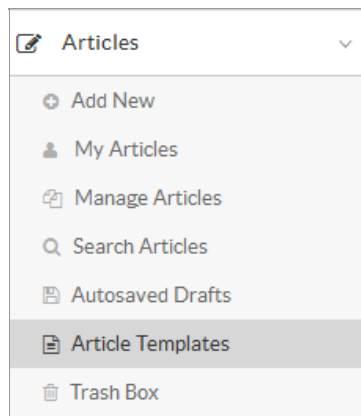 Articles
Add New
My Articles
Manage Articles
Search Articles
Autosaved Drafts
Article Templates
Trash Box